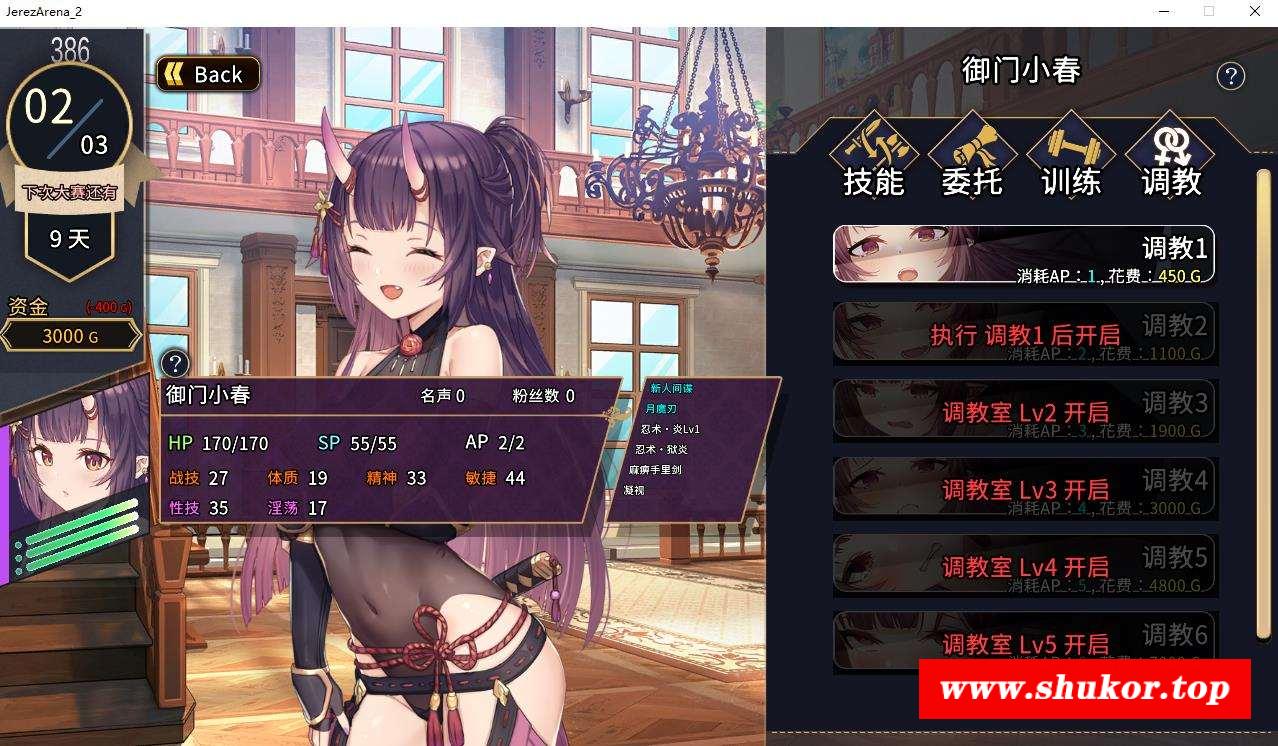 JerezArena_2
386
02
03
下次大赛还有
9 天
资金 (-400 G)
3000 G
Back
御门小春
?
技能 委托 训练 调教
调教1
消耗AP：1，花费：450 G
调教2
执行 调教1 后开启
消耗AP：2，花费：1100 G
调教3
调教室 Lv2 开启
消耗AP：3，花费：1900 G
调教4
调教室 Lv3 开启
消耗AP：4，花费：3000 G
调教5
调教室 Lv4 开启
消耗AP：5，花费：4800 G
调教6
调教室 Lv5 开启
?
御门小春 名声 0 粉丝数 0
HP 170/170 SP 55/55 AP 2/2
战技 27 体质 19 精神 33 敏捷 44
性技 35 淫荡 17
新人间谍
月魔刃
忍术·炎Lv1
忍术·狱炎
麻痹手里剑
凝视
www.shukor.top